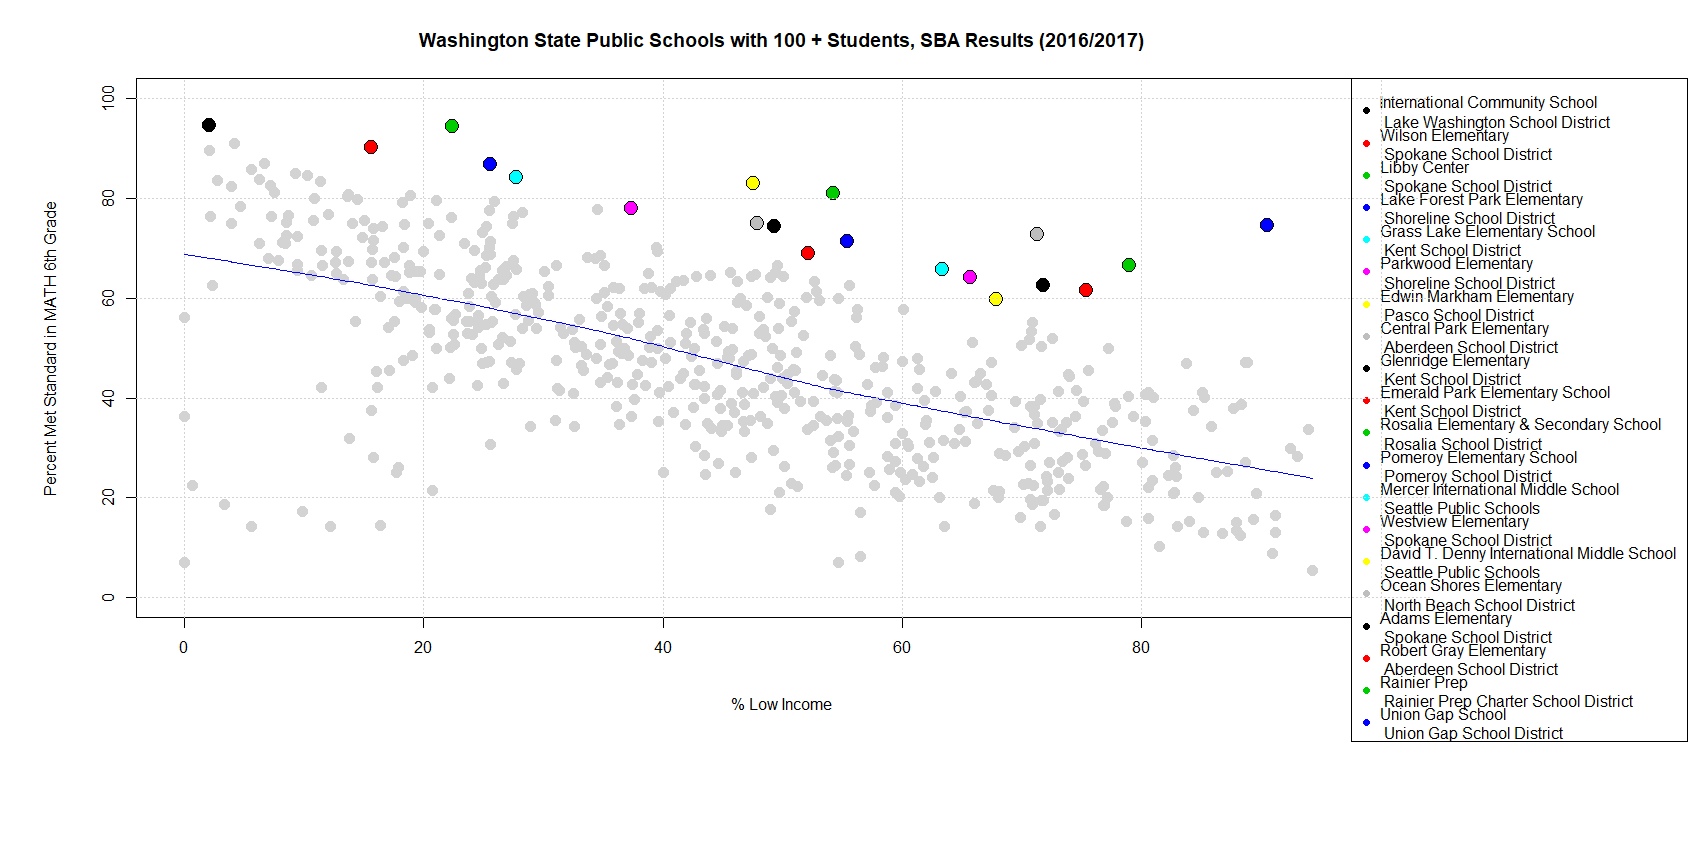 Washington State Public Schools with 100 + Students, SBA Results (2016/2017)
Percent Met Standard in MATH 6th Grade
100
80
60
40
20
0
0
20
40
60
80
% Low Income
International Community School
Lake Washington School District
Wilson Elementary
Spokane School District
Libby Center
Spokane School District
Lake Forest Park Elementary
Shoreline School District
Grass Lake Elementary School
Kent School District
Parkwood Elementary
Shoreline School District
Edwin Markham Elementary
Pasco School District
Central Park Elementary
Aberdeen School District
Glenridge Elementary
Kent School District
Emerald Park Elementary School
Kent School District
Rosalia Elementary & Secondary School
Rosalia School District
Pomeroy Elementary School
Pomeroy School District
Mercer International Middle School
Seattle Public Schools
Westview Elementary
Spokane School District
David T. Denny International Middle School
Seattle Public Schools
Ocean Shores Elementary
North Beach School District
Adams Elementary
Spokane School District
Robert Gray Elementary
Aberdeen School District
Rainier Prep
Rainier Prep Charter School District
Union Gap School
Union Gap School District